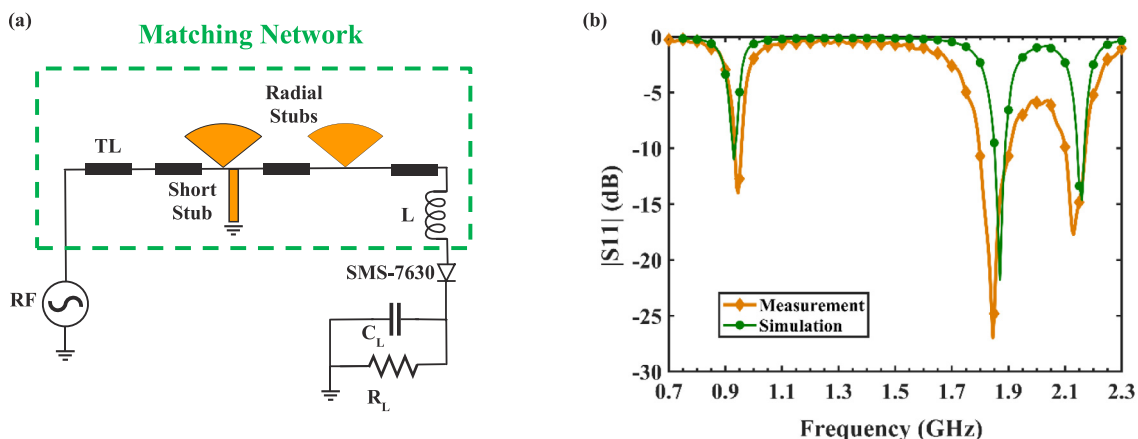 (a)
Matching Network
Radial
Stubs
TL
Short
Stub
L
SMS-7630
RF
C_L
R_L
(b)
|S11| (dB)
0
-5
-10
-15
-20
-25
-30
Measurement
Simulation
0.7 0.9 1.1 1.3 1.5 1.7 1.9 2.1 2.3
Frequency (GHz)